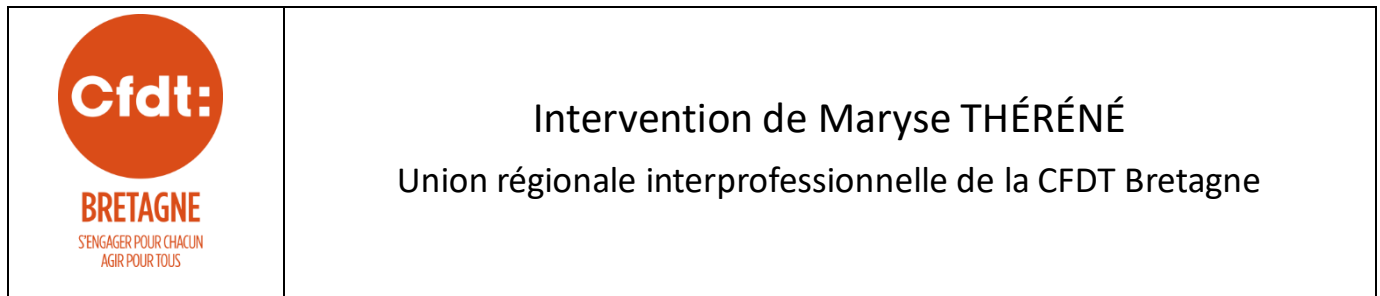 Cfdt:
BRETAGNE
S'ENGAGER POUR CHACUN
AGIR POUR TOUS
Intervention de Maryse THÉRÉNÉ
Union régionale interprofessionnelle de la CFDT Bretagne